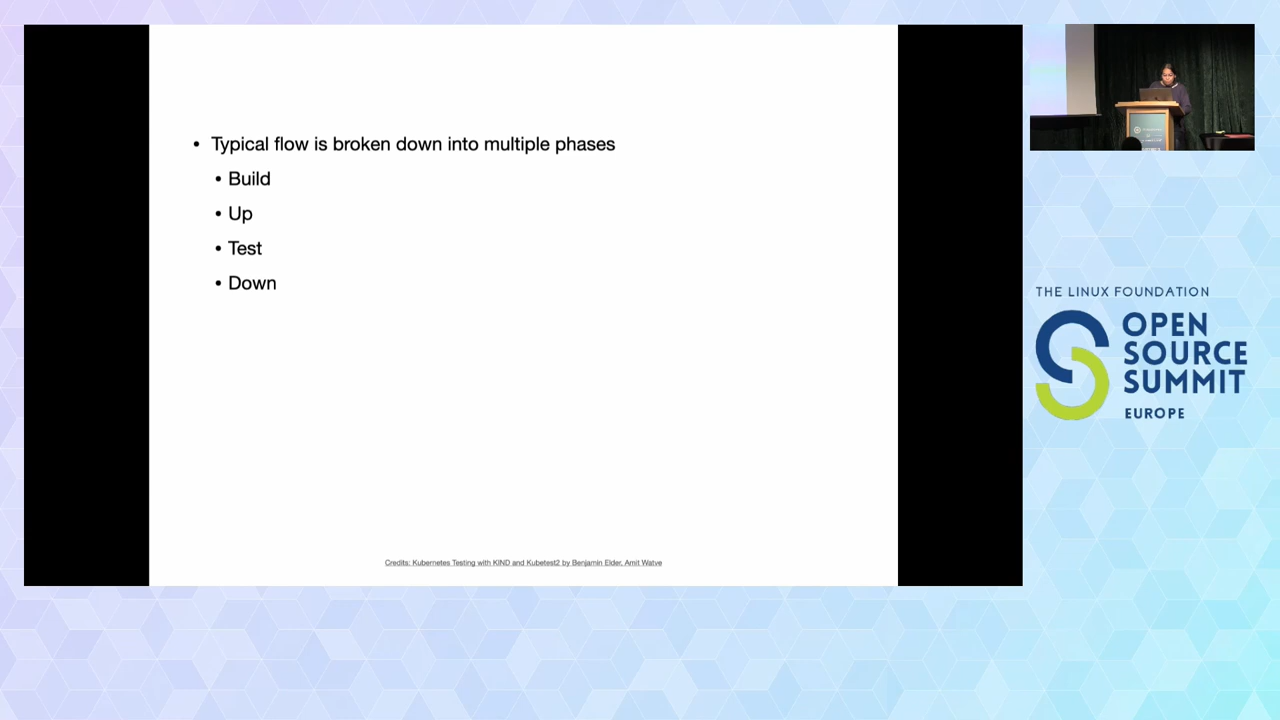 • Typical flow is broken down into multiple phases
• Build
• Up
• Test
• Down
Credits: Kubernetes Testing with KIND and Kubetest2 by Benjamin Elder, Amit Watve
THE LINUX FOUNDATION
OPEN
SOURCE
SUMMIT
EUROPE